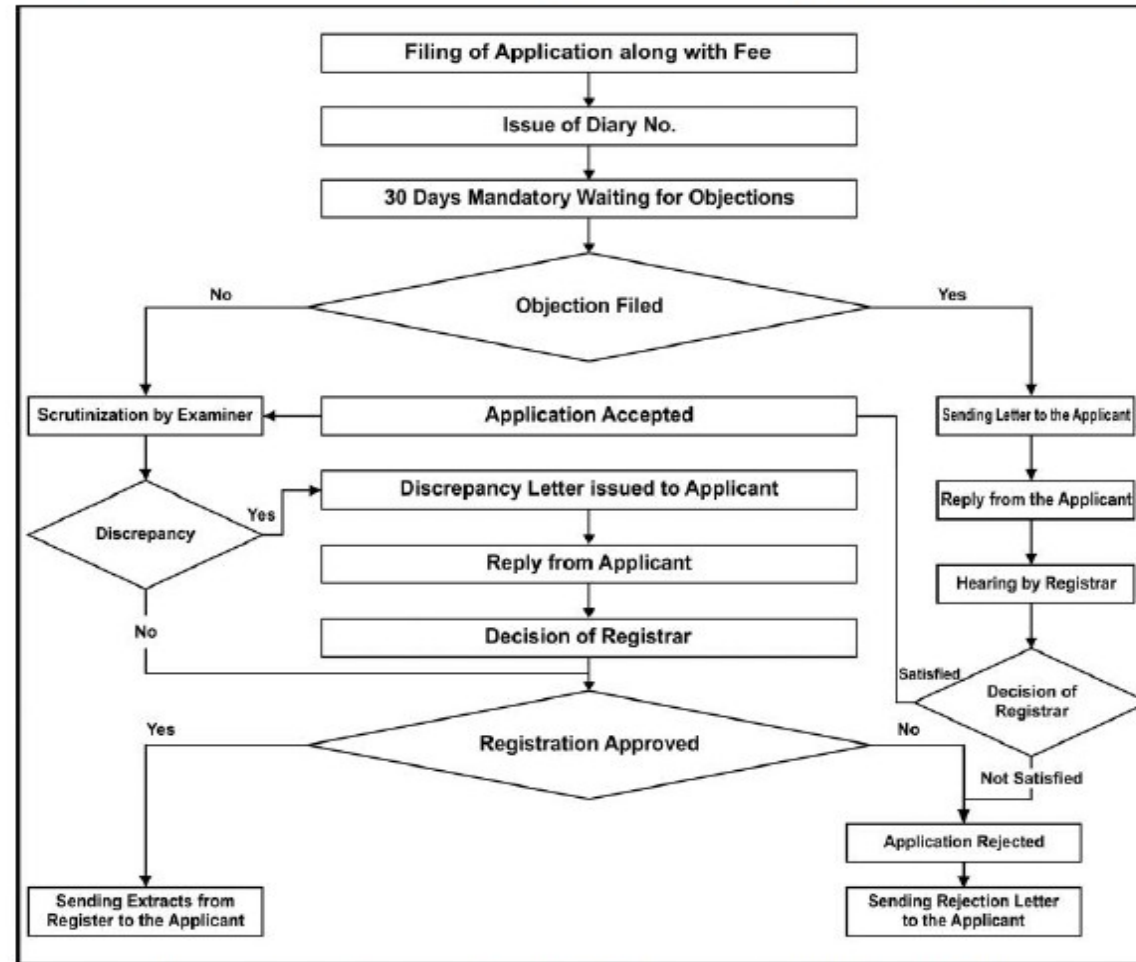 Filing of Application along with Fee
Issue of Diary No.
30 Days Mandatory Waiting for Objections
No
Objection Filed
Yes
Scrutinization by Examiner
Application Accepted
Sending Letter to the Applicant
Discrepancy
Yes
Discrepancy Letter issued to Applicant
Reply from the Applicant
Reply from Applicant
Hearing by Registrar
No
Decision of Registrar
Satisfied
Decision of
Registrar
Yes
Registration Approved
No
Not Satisfied
Application Rejected
Sending Extracts from
Register to the Applicant
Sending Rejection Letter
to the Applicant